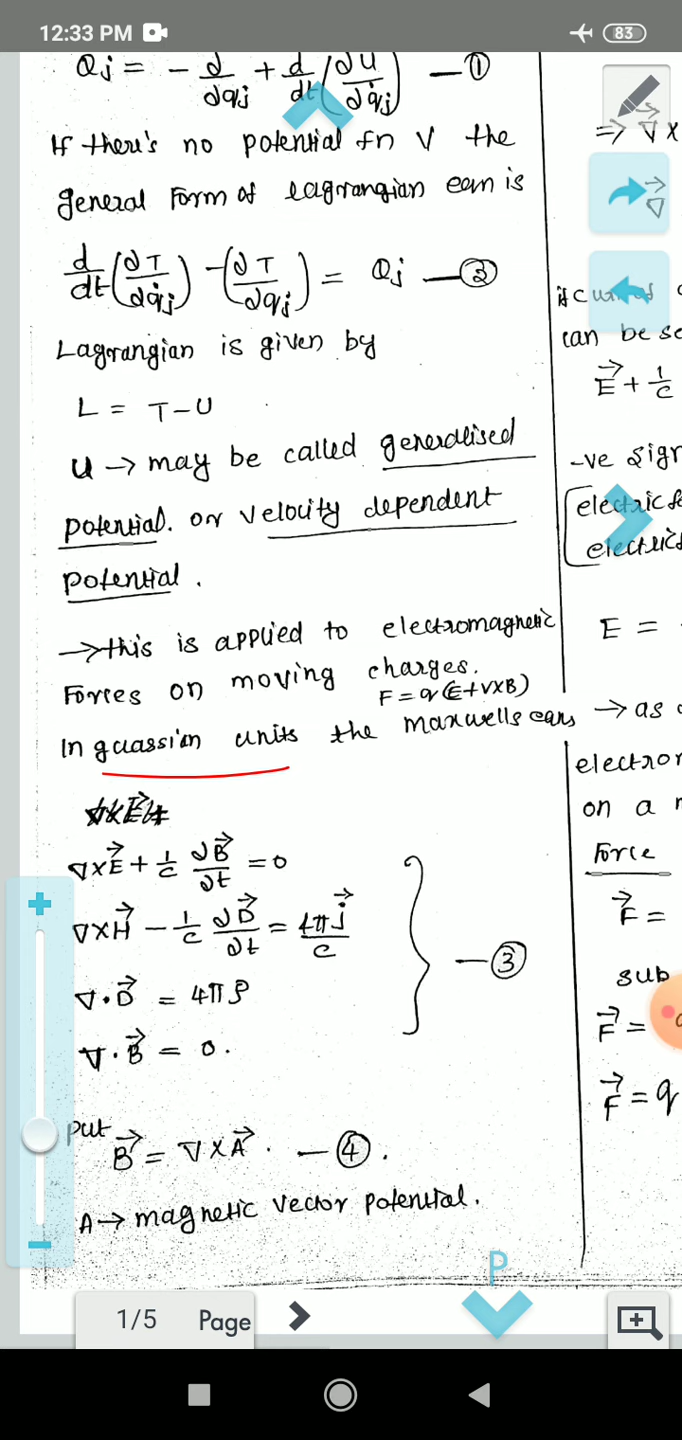 12:33 PM
83
Qj = - d/dqj + d/dt (∂U/∂q̇j) — ①
If there's no potential fn V the
general form of lagrangian eqn is
d/dt (∂T/∂q̇j) - (∂T/∂qj) = Qj — ②
Lagrangian is given by
L = T-U
U → may be called generalised
potential. or velocity dependent
potential.
→ this is applied to electromagnetic
Forces on moving charges.
F = q(E+V×B)
In guassian units the maxwells eqns
∇×E⃗ + 1/c ∂B⃗/∂t = 0
∇×H⃗ - 1/c ∂D⃗/∂t = 4πj⃗/c
∇·D⃗ = 4πρ
∇·B⃗ = 0.
— ③
put
B⃗ = ∇×A⃗. — ④.
A → magnetic vector potential.
⇒ ∇×
can be se
E⃗ + 1/c
-ve sign
electric f
electric
E =
→ as
electro
on a
Force
F⃗ =
sub
F⃗ =
F⃗ = q
P
1/5 Page